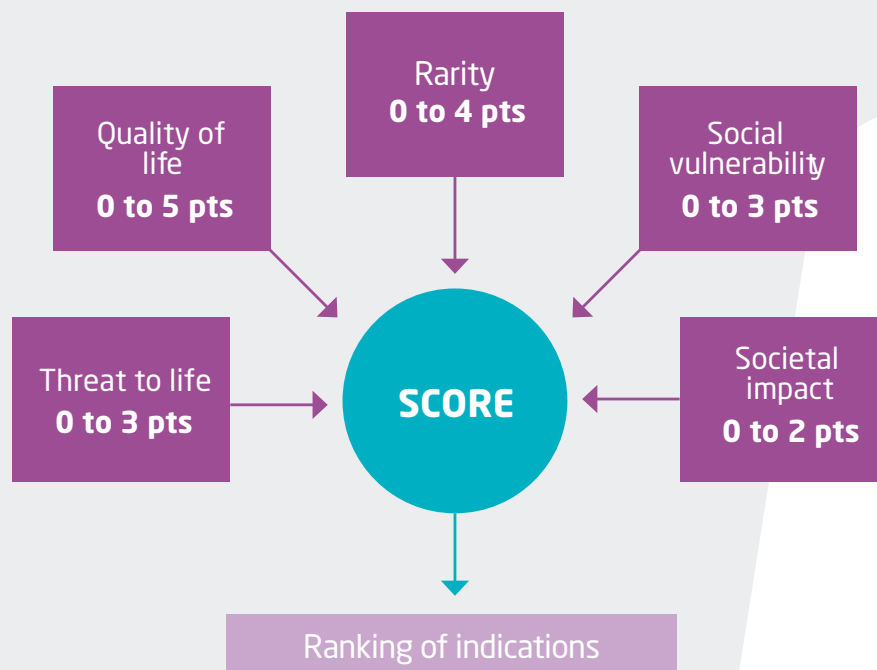 Rarity
0 to 4 pts
Quality of
life
0 to 5 pts
Social
vulnerability
0 to 3 pts
Threat to life
0 to 3 pts
SCORE
Societal
impact
0 to 2 pts
Ranking of indications